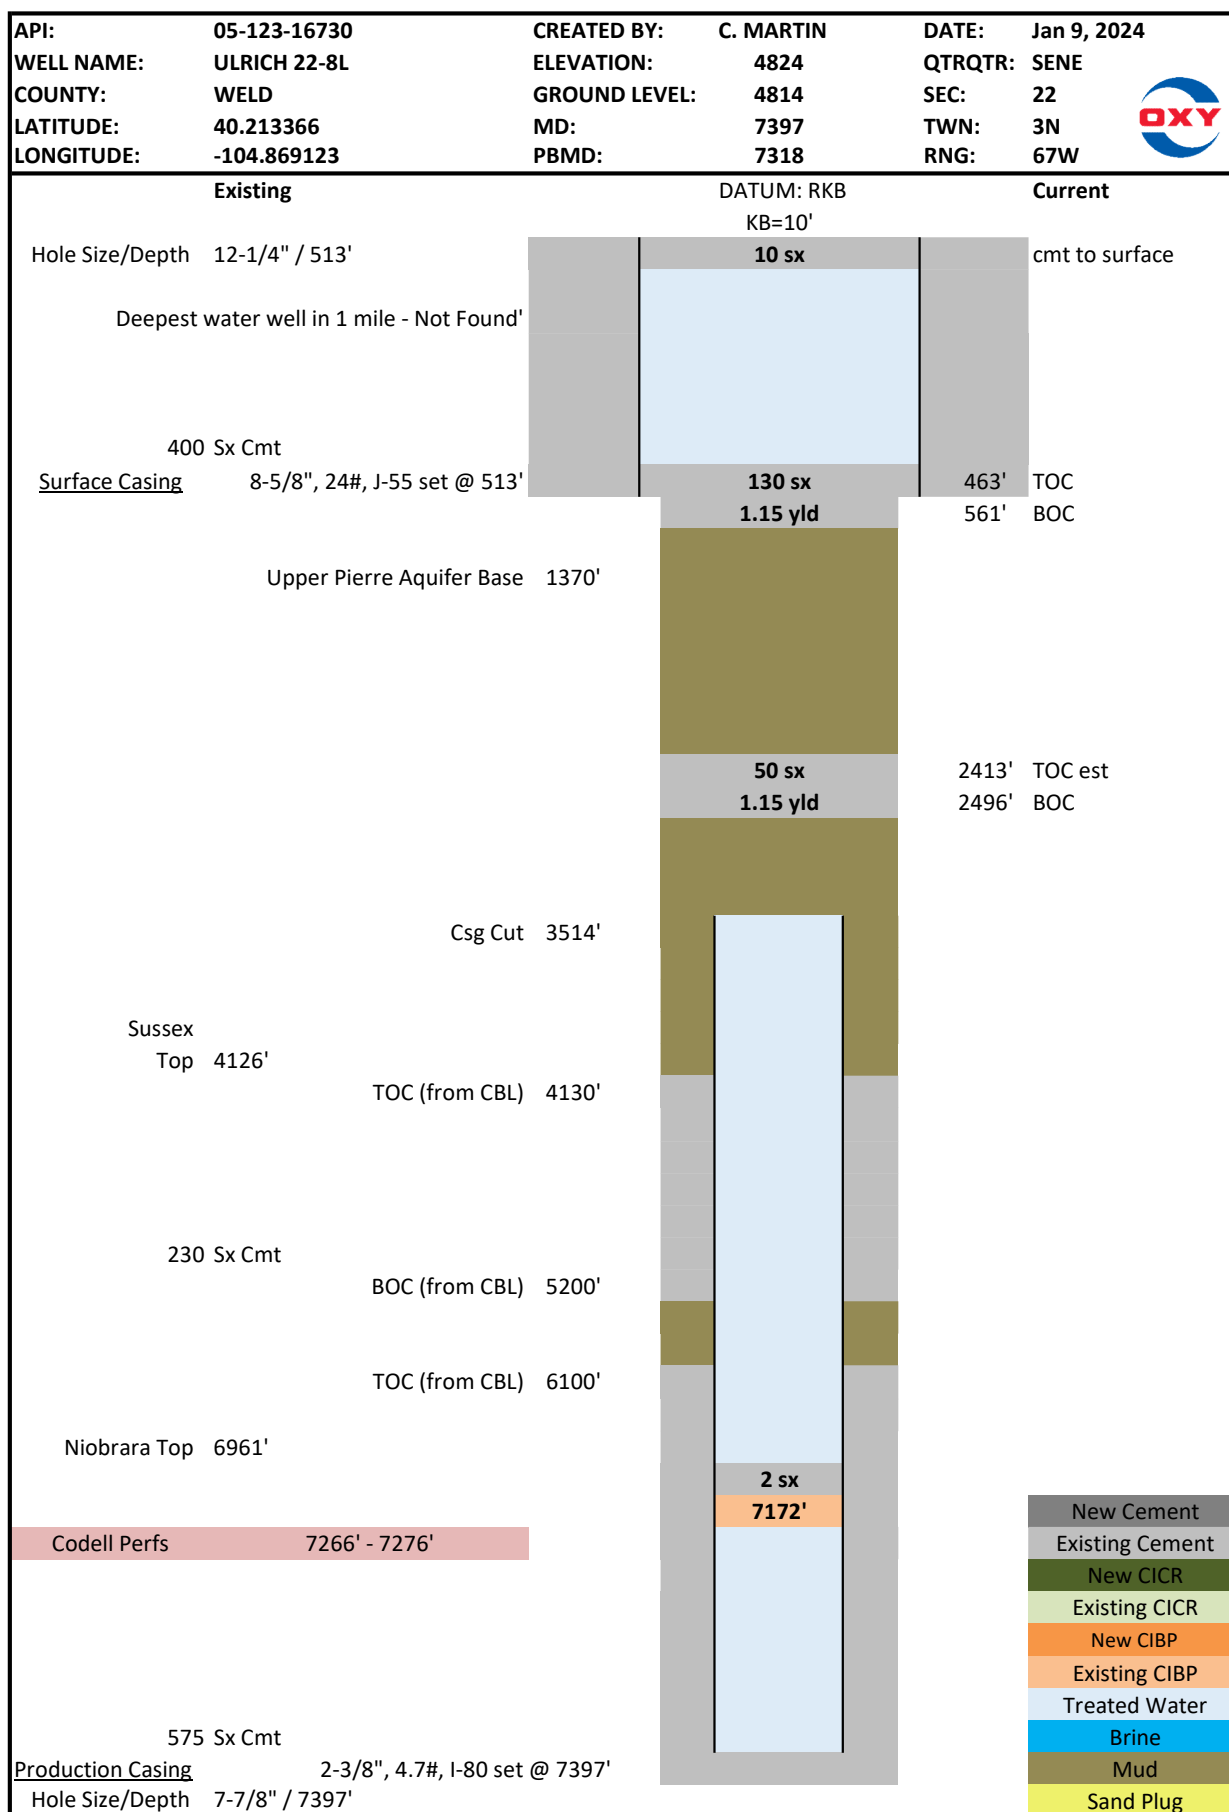 API: 05-123-16730 CREATED BY: C. MARTIN DATE: Jan 9, 2024
WELL NAME: ULRICH 22-8L ELEVATION: 4824 QTRQTR: SENE
COUNTY: WELD GROUND LEVEL: 4814 SEC: 22
LATITUDE: 40.213366 MD: 7397 TWN: 3N
LONGITUDE: -104.869123 PBMD: 7318 RNG: 67W
OXY
Existing DATUM: RKB Current
KB=10'
Hole Size/Depth 12-1/4" / 513' 10 sx cmt to surface
Deepest water well in 1 mile - Not Found'
400 Sx Cmt
Surface Casing 8-5/8", 24#, J-55 set @ 513' 130 sx 463' TOC
1.15 yld 561' BOC
Upper Pierre Aquifer Base 1370'
50 sx 2413' TOC est
1.15 yld 2496' BOC
Csg Cut 3514'
Sussex
Top 4126'
TOC (from CBL) 4130'
230 Sx Cmt
BOC (from CBL) 5200'
TOC (from CBL) 6100'
Niobrara Top 6961'
2 sx
7172' New Cement
Codell Perfs 7266' - 7276' Existing Cement
New CICR
Existing CICR
New CIBP
Existing CIBP
Treated Water
575 Sx Cmt Brine
Production Casing 2-3/8", 4.7#, I-80 set @ 7397' Mud
Hole Size/Depth 7-7/8" / 7397' Sand Plug